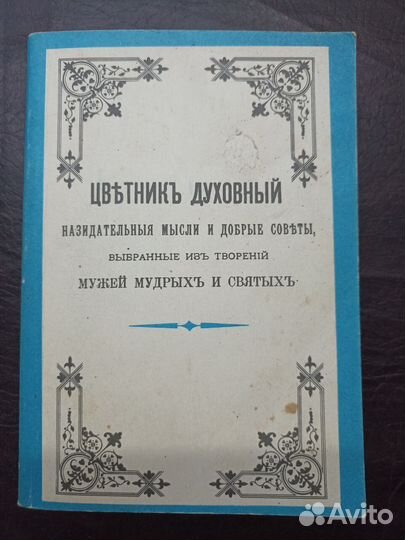 ЦВѢТНИКЪ ДУХОВНЫЙ
НАЗИДАТЕЛЬНЫЯ МЫСЛИ И ДОБРЫЕ СОВѢТЫ,
ВЫБРАННЫЕ ИЗЪ ТВОРЕНІЙ
МУЖЕЙ МУДРЫХЪ И СВЯТЫХЪ
Avito